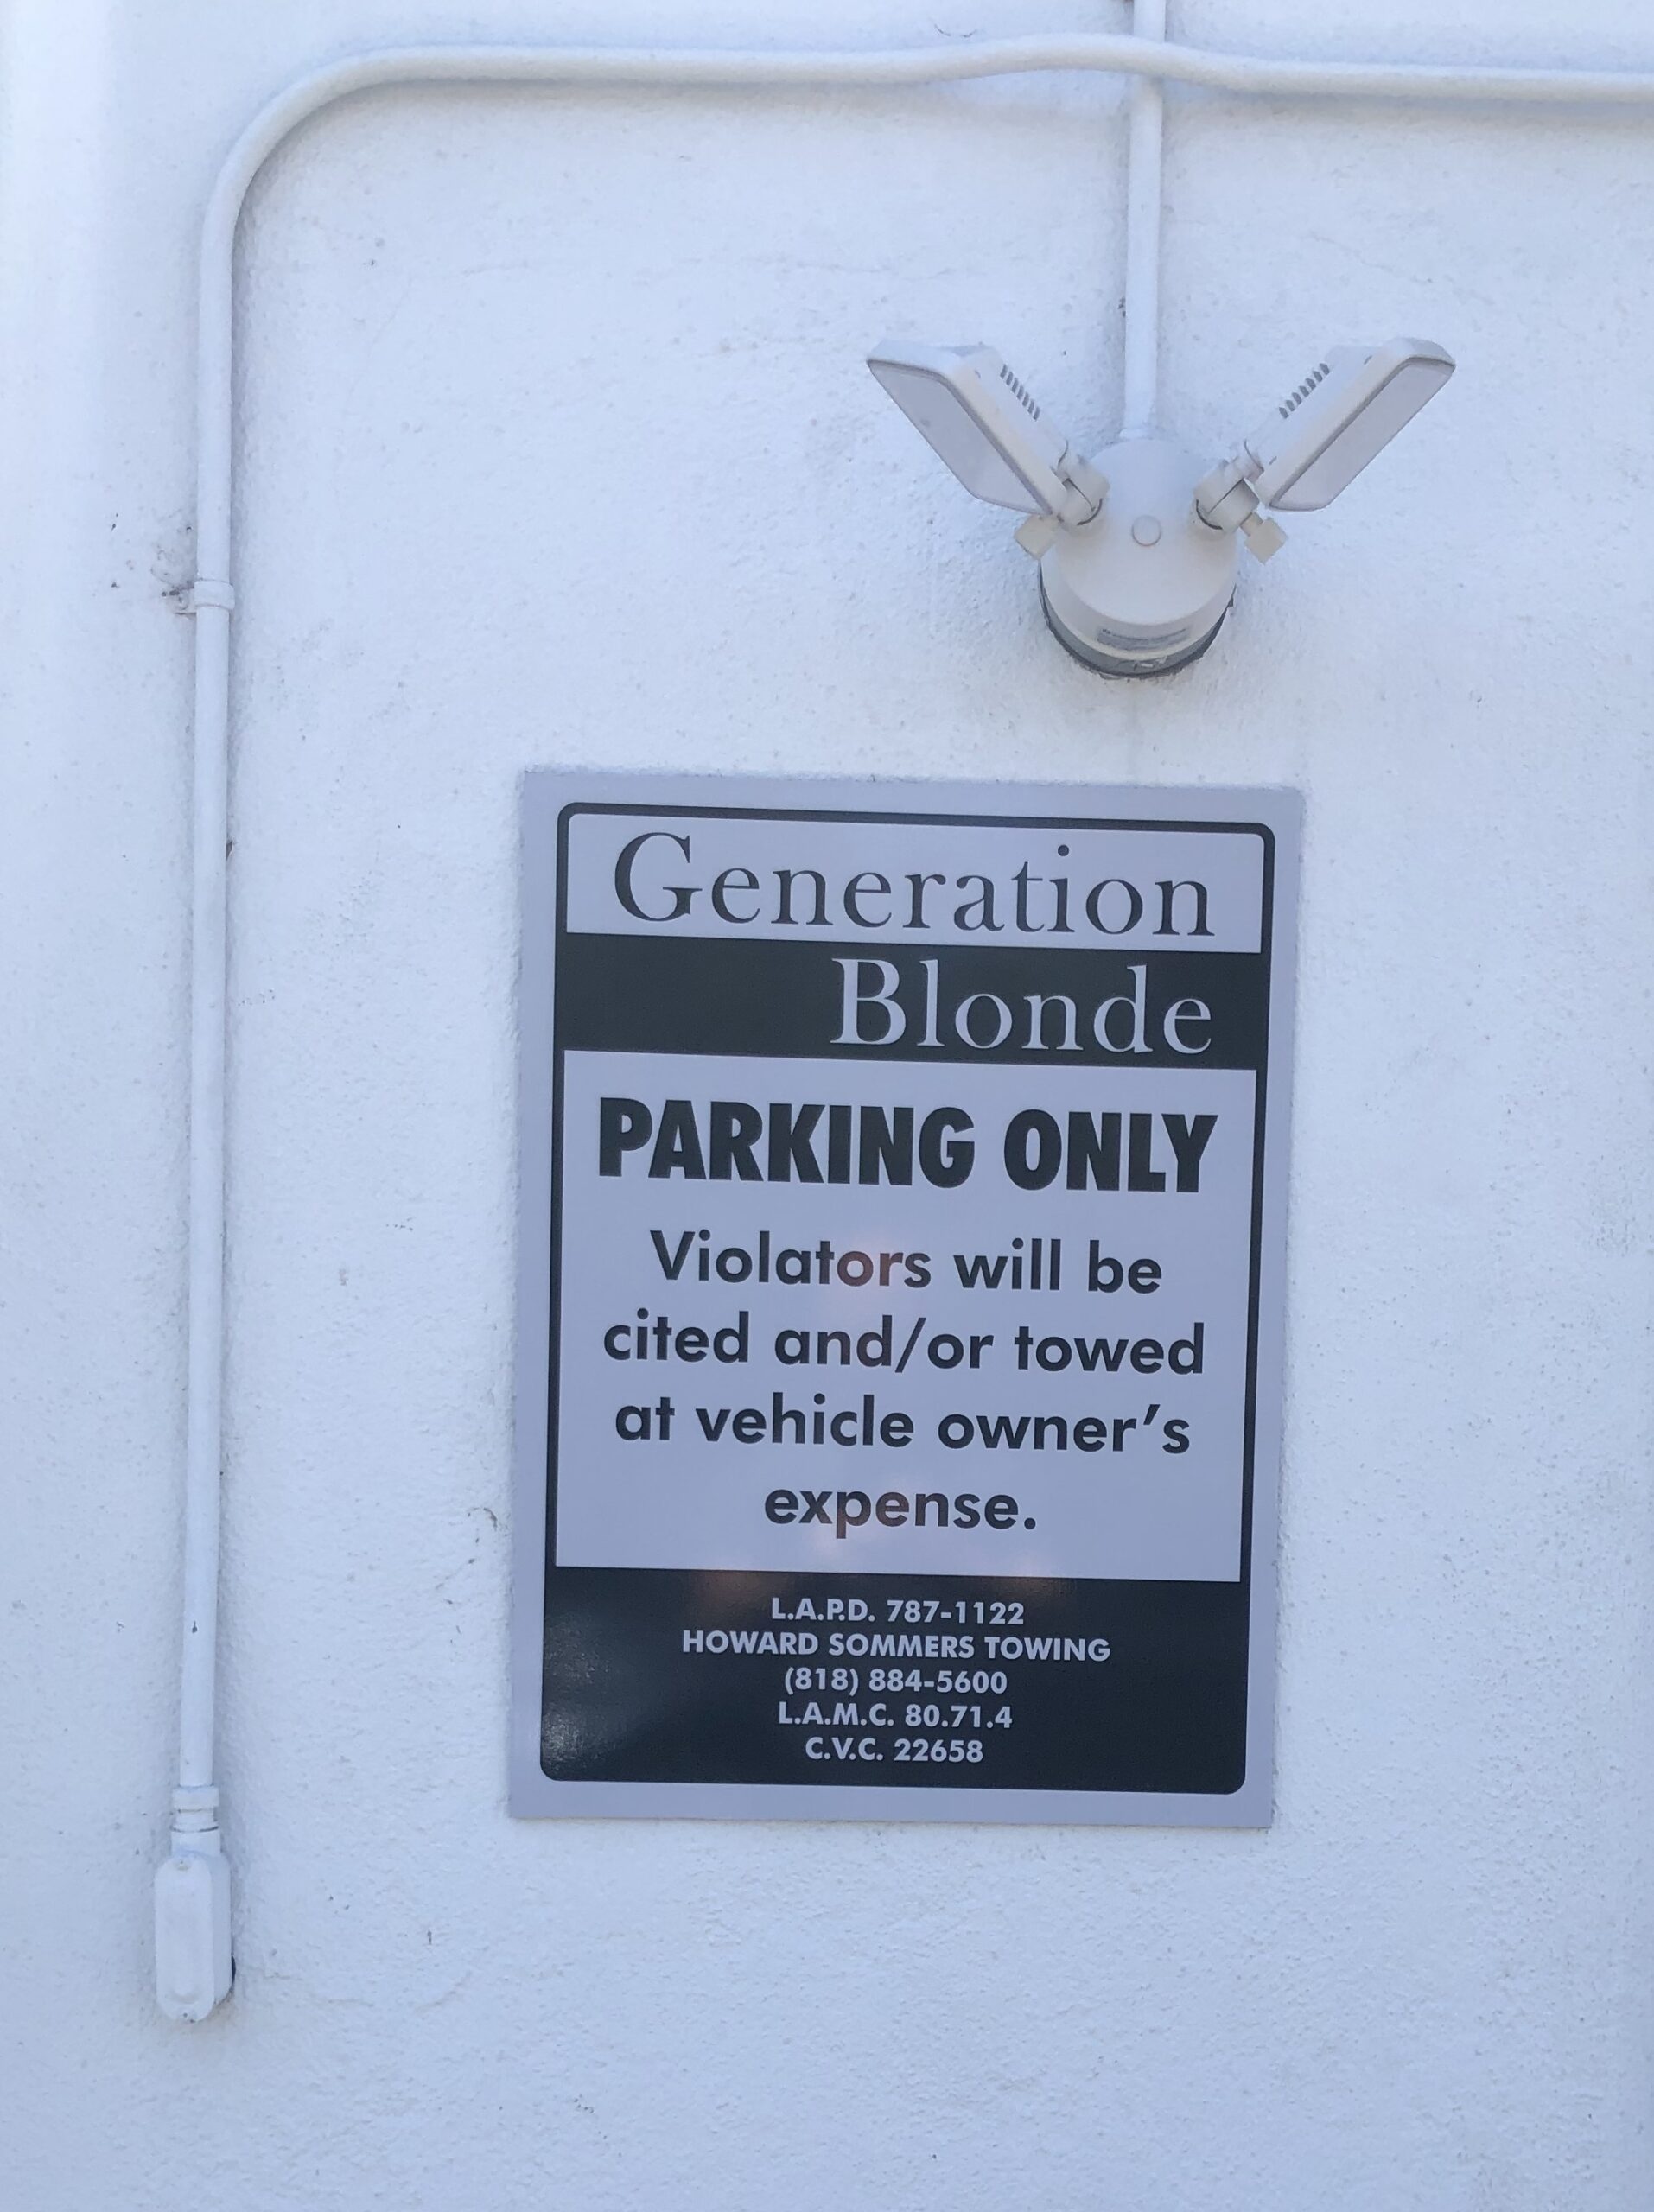 Generation
Blonde
PARKING ONLY
Violators will be
cited and/or towed
at vehicle owner's
expense.
L.A.P.D. 787-1122
HOWARD SOMMERS TOWING
(818) 884-5600
L.A.M.C. 80.71.4
C.V.C. 22658